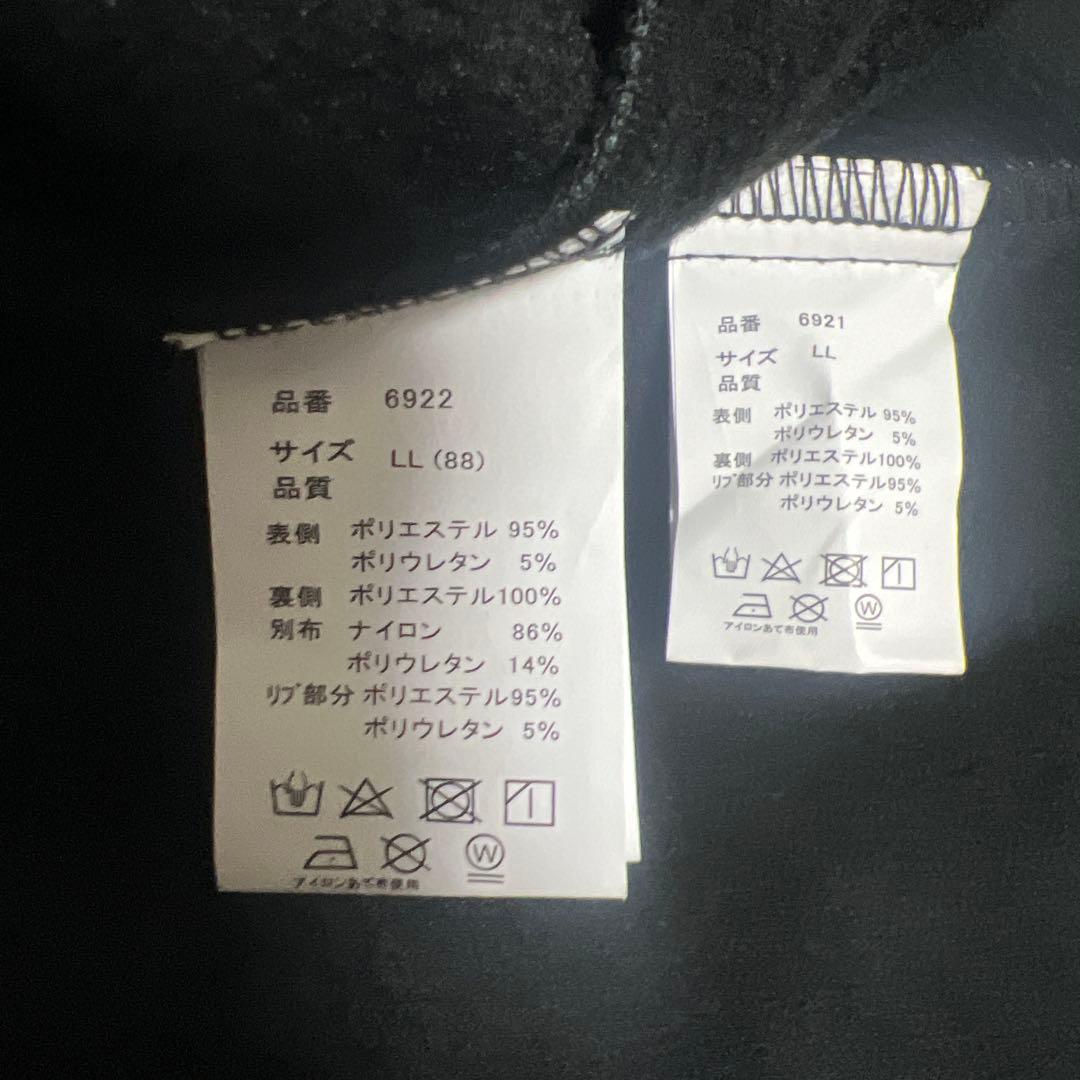 品番 6922
サイズ LL(88)
品質
表側 ポリエステル 95%
ポリウレタン 5%
裏側 ポリエステル100%
別布 ナイロン 86%
ポリウレタン 14%
ﾘﾌﾞ部分 ポリエステル95%
ポリウレタン 5%
W
アイロンあて布使用
品番 6921
サイズ LL
品質
表側 ポリエステル 95%
ポリウレタン 5%
裏側 ポリエステル100%
ﾘﾌﾞ部分 ポリエステル95%
ポリウレタン 5%
W
アイロンあて布使用